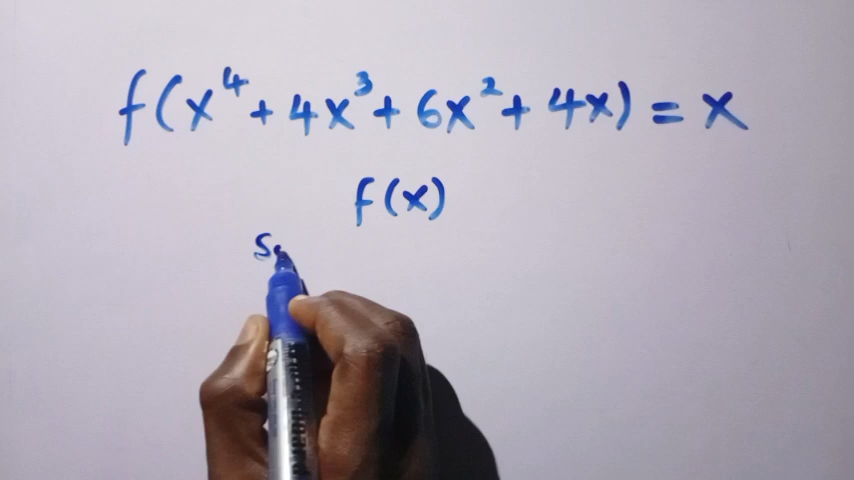 f(x⁴ + 4x³ + 6x² + 4x) = x
f(x)